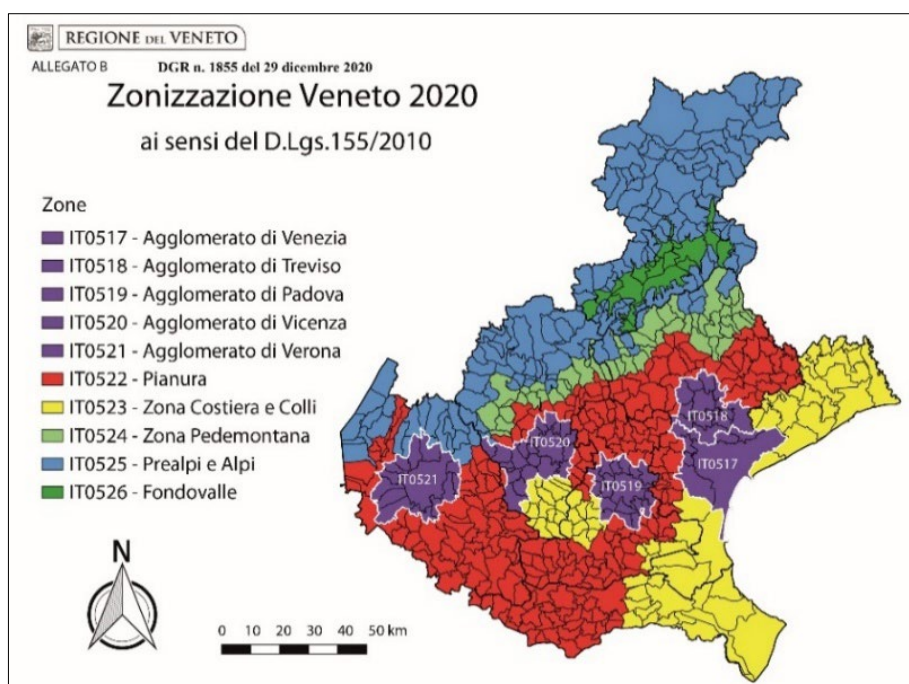 REGIONE DEL VENETO
ALLEGATO B DGR n. 1855 del 29 dicembre 2020
Zonizzazione Veneto 2020
ai sensi del D.Lgs.155/2010
Zone
IT0517 - Agglomerato di Venezia
IT0518 - Agglomerato di Treviso
IT0519 - Agglomerato di Padova
IT0520 - Agglomerato di Vicenza
IT0521 - Agglomerato di Verona
IT0522 - Pianura
IT0523 - Zona Costiera e Colli
IT0524 - Zona Pedemontana
IT0525 - Prealpi e Alpi
IT0526 - Fondovalle
IT0518
IT0520
IT0517
IT0521
IT0519
N
0 10 20 30 40 50 km